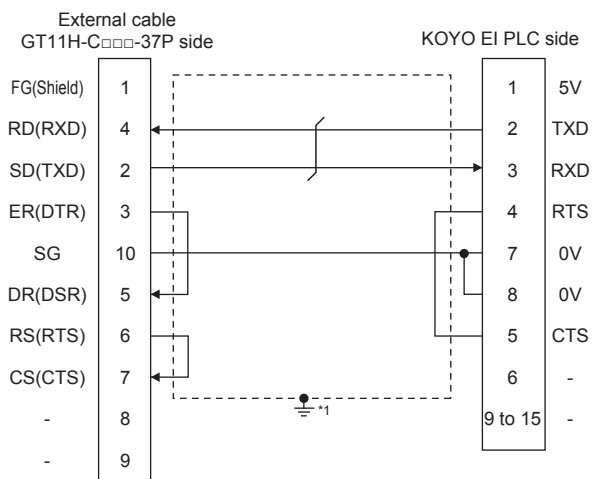 External cable
GT11H-C□□□-37P side
KOYO EI PLC side
FG(Shield) 1 1 5V
RD(RXD) 4 2 TXD
SD(TXD) 2 3 RXD
ER(DTR) 3 4 RTS
SG 10 7 0V
DR(DSR) 5 8 0V
RS(RTS) 6 5 CTS
CS(CTS) 7 6 -
*1
- 8 9 to 15 -
- 9